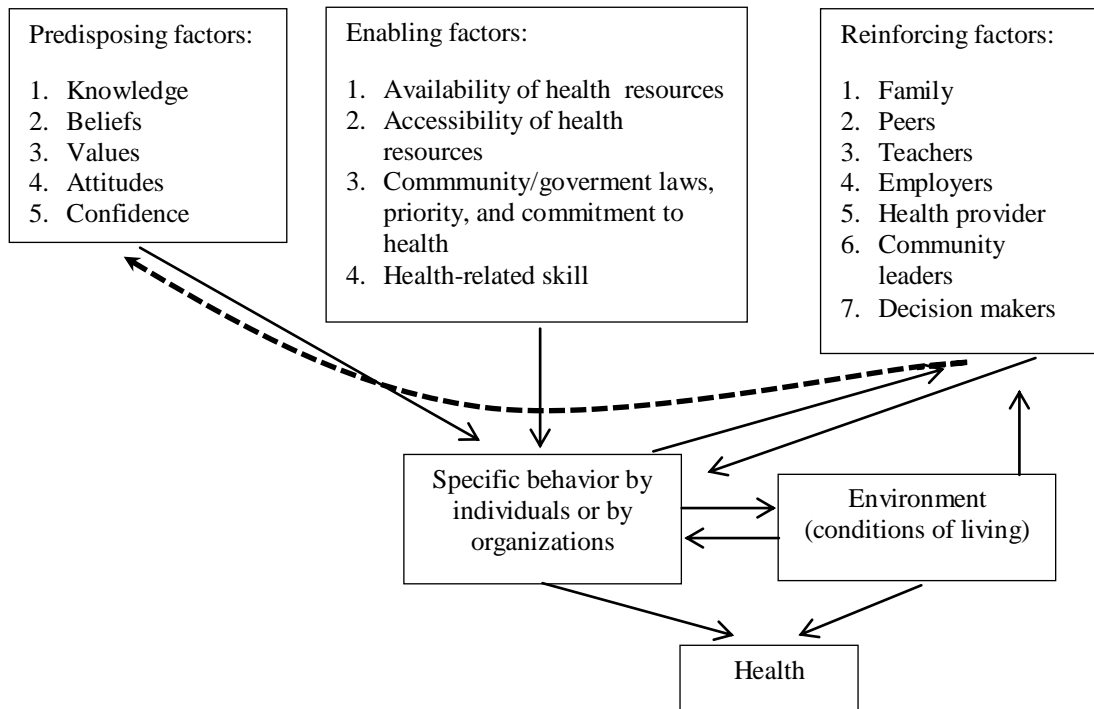 Predisposing factors:
1. Knowledge
2. Beliefs
3. Values
4. Attitudes
5. Confidence
Enabling factors:
1. Availability of health resources
2. Accessibility of health
resources
3. Commmunity/goverment laws,
priority, and commitment to
health
4. Health-related skill
Reinforcing factors:
1. Family
2. Peers
3. Teachers
4. Employers
5. Health provider
6. Community
leaders
7. Decision makers
Specific behavior by
individuals or by
organizations
Environment
(conditions of living)
Health